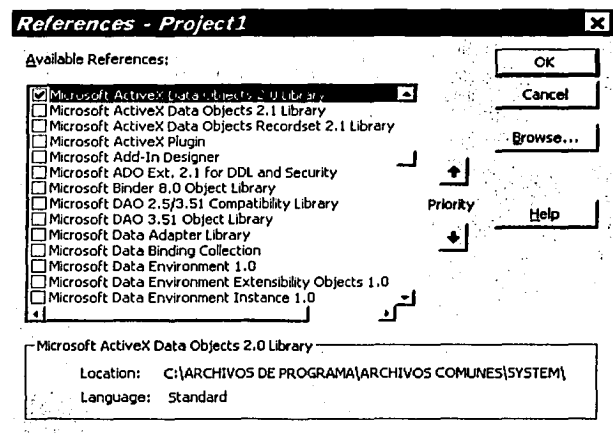 References - Project1
Available References:
OK
Microsoft ActiveX Data Objects 2.0 Library
Cancel
Microsoft ActiveX Data Objects 2.1 Library
Microsoft ActiveX Data Objects Recordset 2.1 Library
Microsoft ActiveX Plugin
Browse...
Microsoft Add-In Designer
Microsoft ADO Ext. 2.1 for DDL and Security
Microsoft Binder 8.0 Object Library
Microsoft DAO 2.5/3.51 Compatibility Library
Priority
Microsoft DAO 3.51 Object Library
Help
Microsoft Data Adapter Library
Microsoft Data Binding Collection
Microsoft Data Environment 1.0
Microsoft Data Environment Extensibility Objects 1.0
Microsoft Data Environment Instance 1.0
Microsoft ActiveX Data Objects 2.0 Library
Location: C:\ARCHIVOS DE PROGRAMA\ARCHIVOS COMUNES\SYSTEM\
Language: Standard